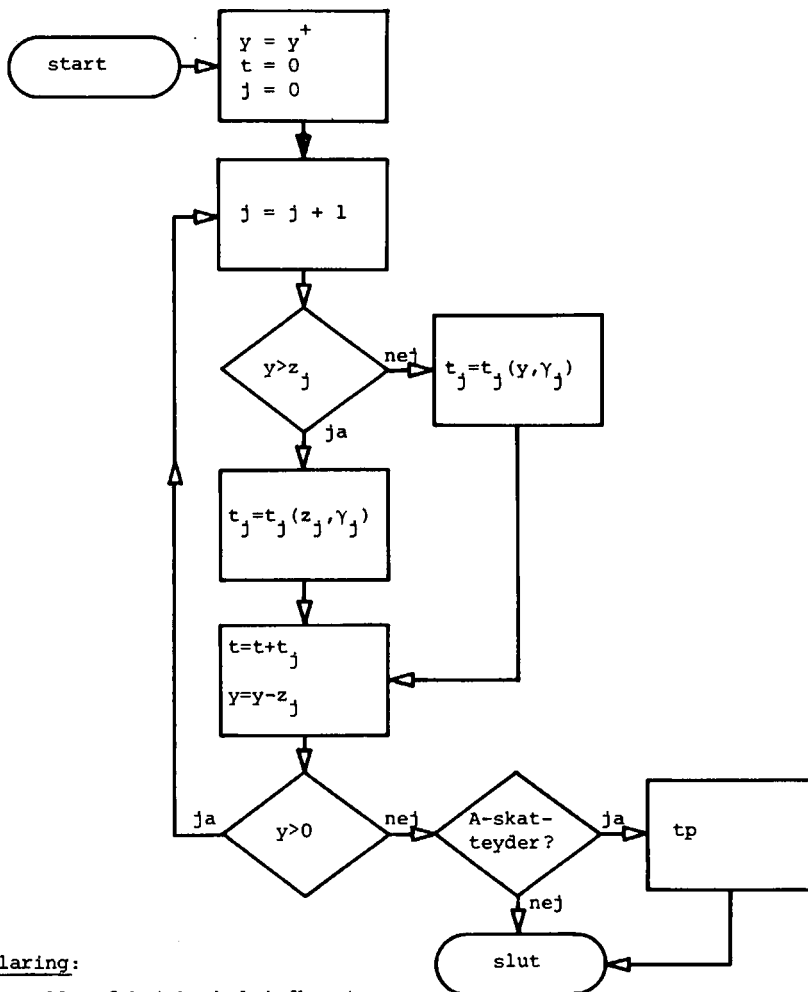 start
y = y⁺
t = 0
j = 0
j = j + 1
y>z_j
nej
t_j=t_j(y,γ_j)
ja
t_j=t_j(z_j,γ_j)
t=t+t_j
y=y-z_j
ja
y>0
nej
A-skat-
teyder?
ja
tp
nej
slut
laring: